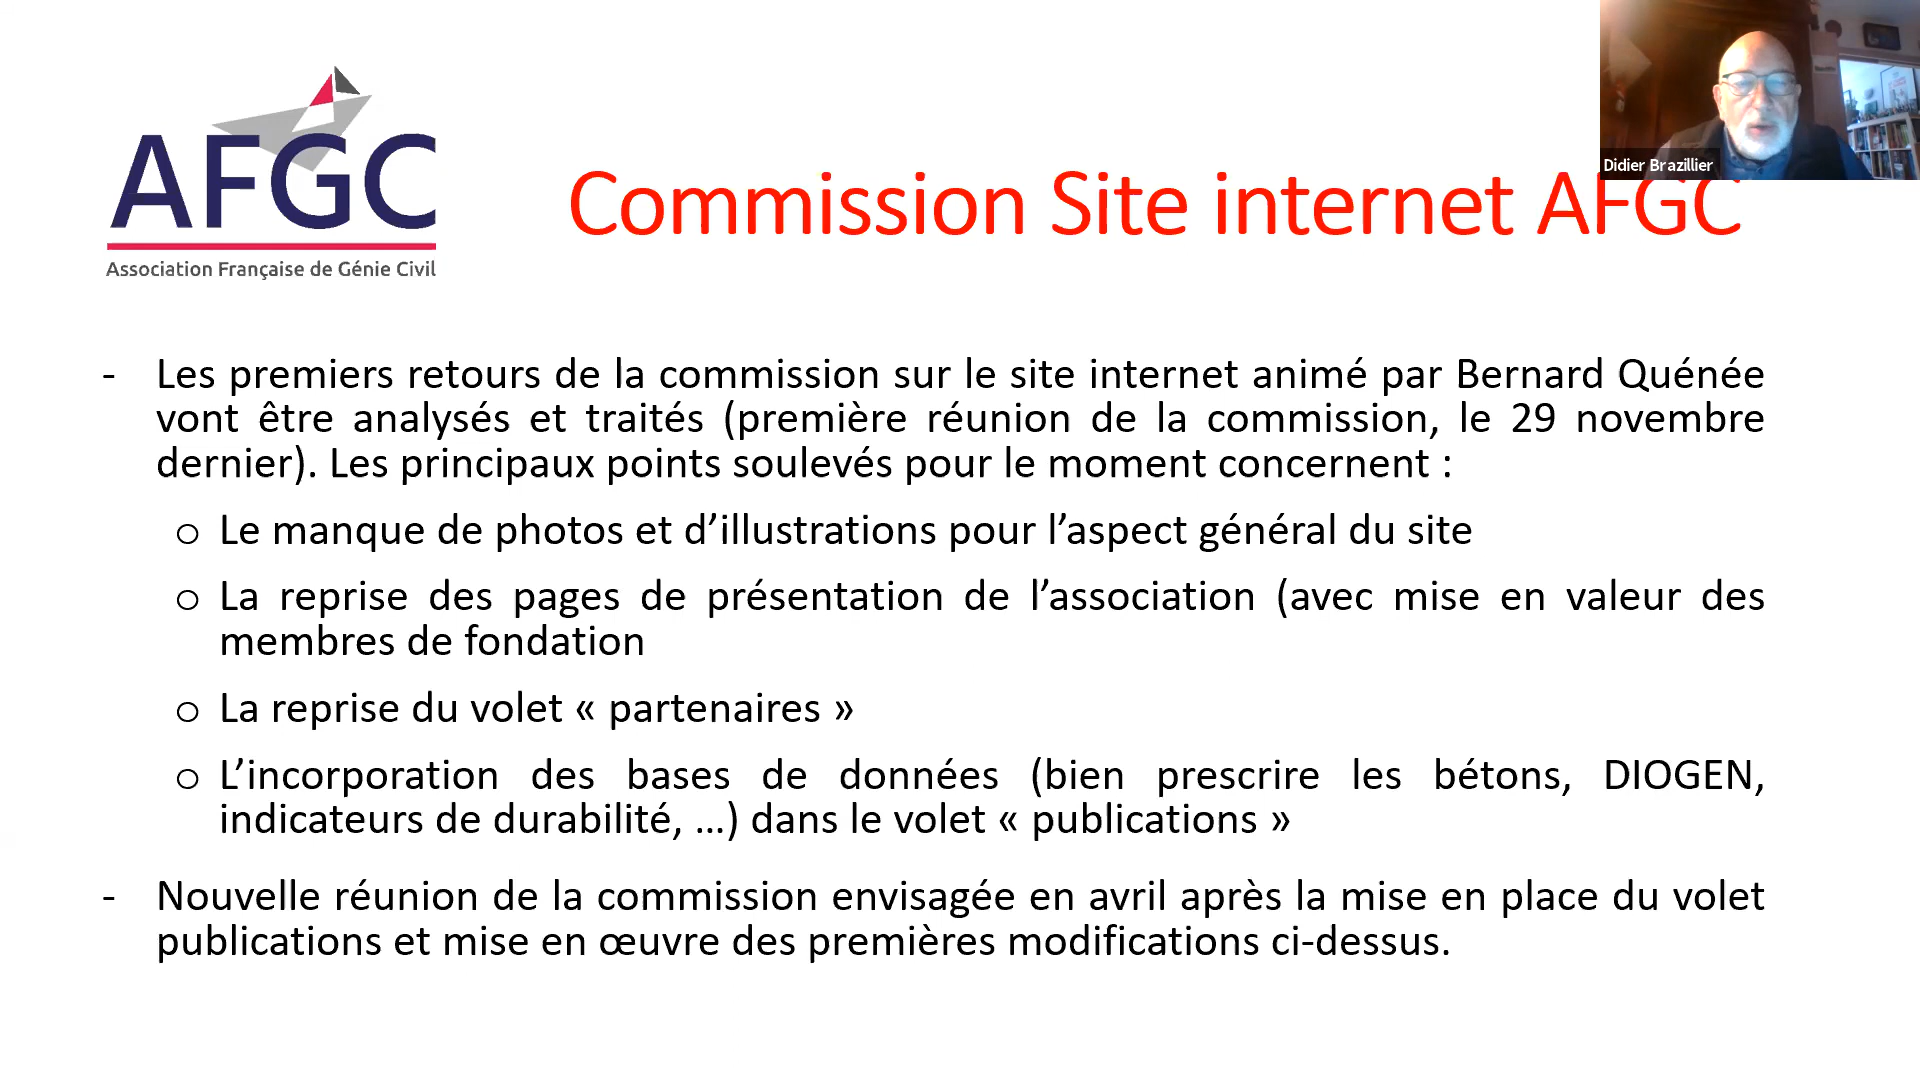 AFGC
Association Française de Génie Civil
Didier Brazillier
Commission Site internet AFGC
- Les premiers retours de la commission sur le site internet animé par Bernard Quénée
vont être analysés et traités (première réunion de la commission, le 29 novembre
dernier). Les principaux points soulevés pour le moment concernent :
o Le manque de photos et d’illustrations pour l’aspect général du site
o La reprise des pages de présentation de l’association (avec mise en valeur des
membres de fondation
o La reprise du volet « partenaires »
o L’incorporation des bases de données (bien prescrire les bétons, DIOGEN,
indicateurs de durabilité, …) dans le volet « publications »
- Nouvelle réunion de la commission envisagée en avril après la mise en place du volet
publications et mise en œuvre des premières modifications ci-dessus.